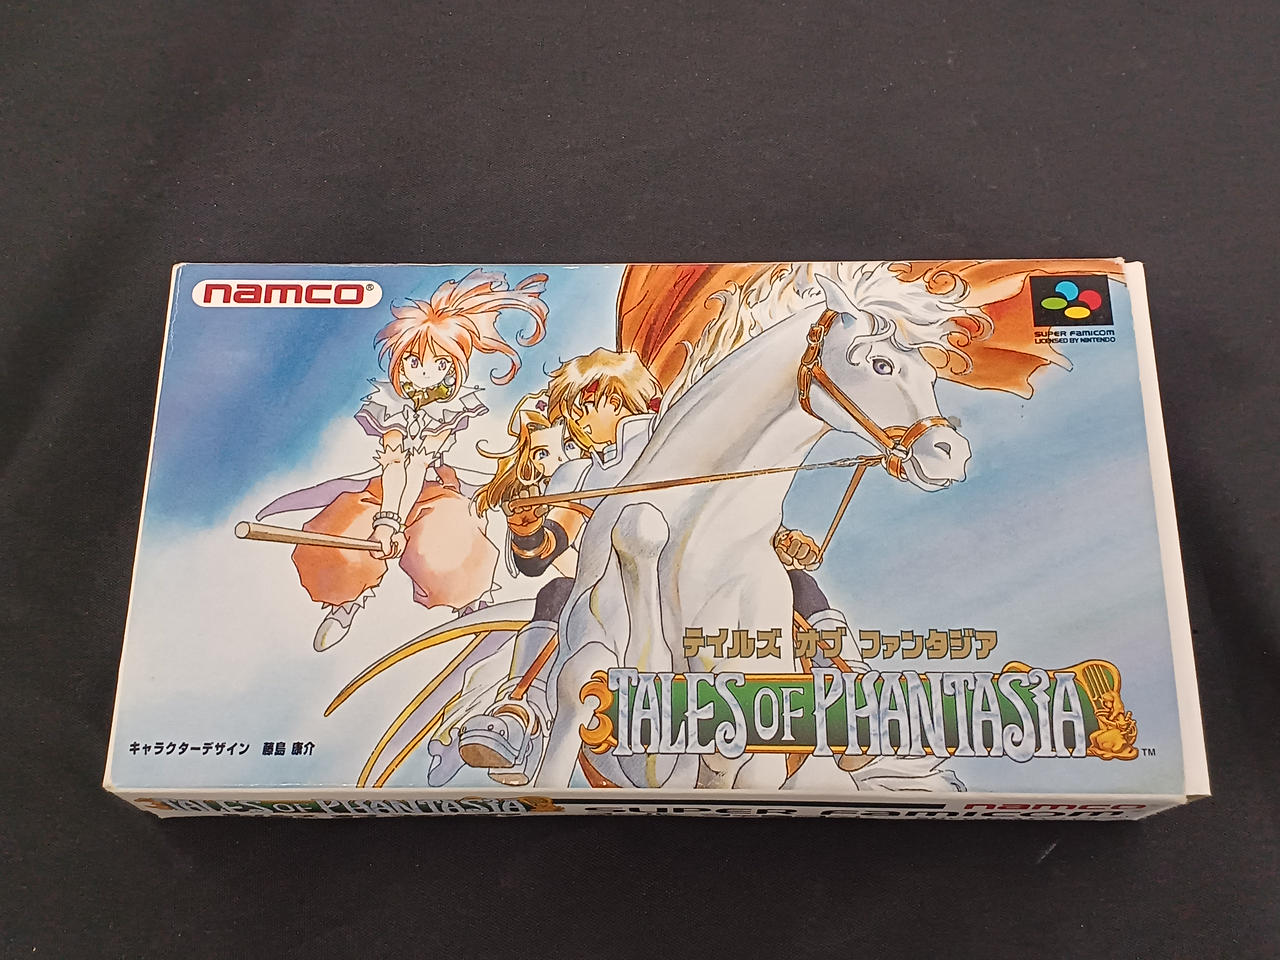 namco®
SUPER FAMICOM
LICENSED BY NINTENDO
テイルズ オブ ファンタジア
TALES OF PHANTASIA™
キャラクターデザイン 藤島 康介
TALES OF PHANTASIA
SUPER FAMICOM
namco